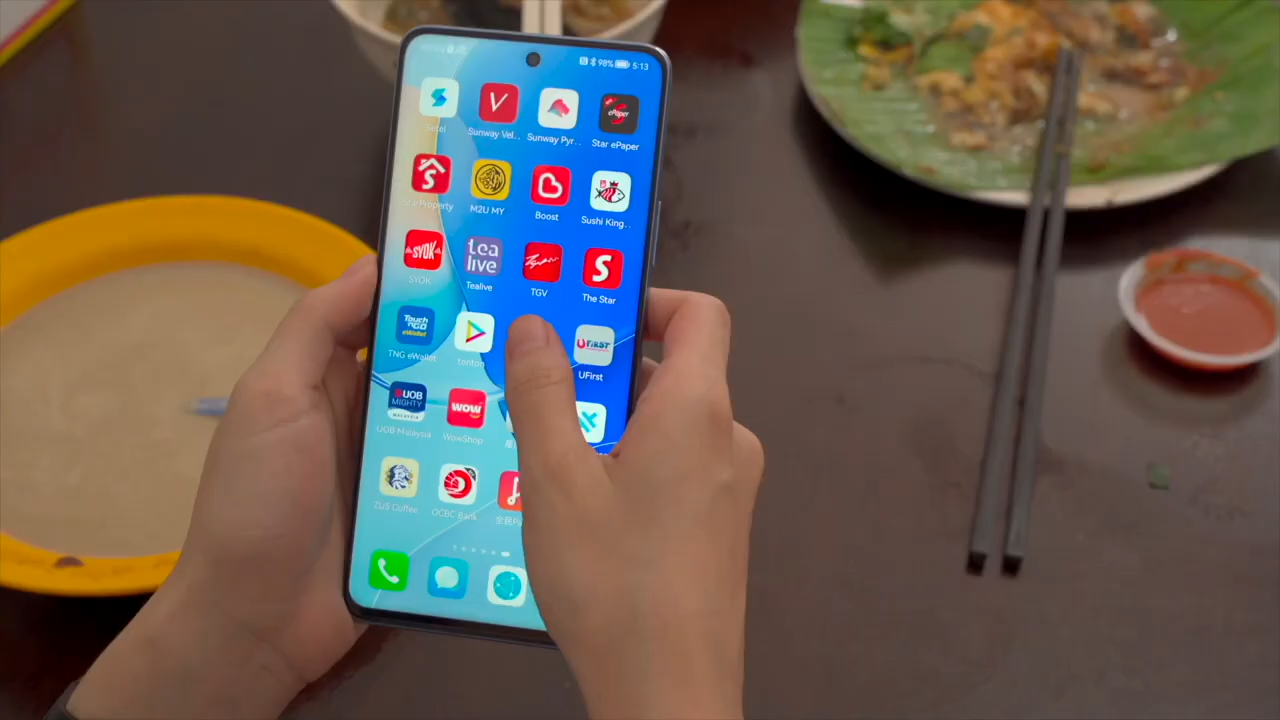 98% 5:13
Setel
Sunway Vel..
Sunway Pyr..
ePaper
Star ePaper
StarProperty
M2U MY
Boost
Sushi King..
SYOK
SYOK
tea
live
Tealive
TGV
TGV
S
The Star
Touch
'n GO
eWallet
TNG eWallet
tonton
UFIRST
UFirst
UOB
MIGHTY
MALAYSIA
UOB Malaysia
WOW
WowShop
ZUS Coffee
OCBC Bank